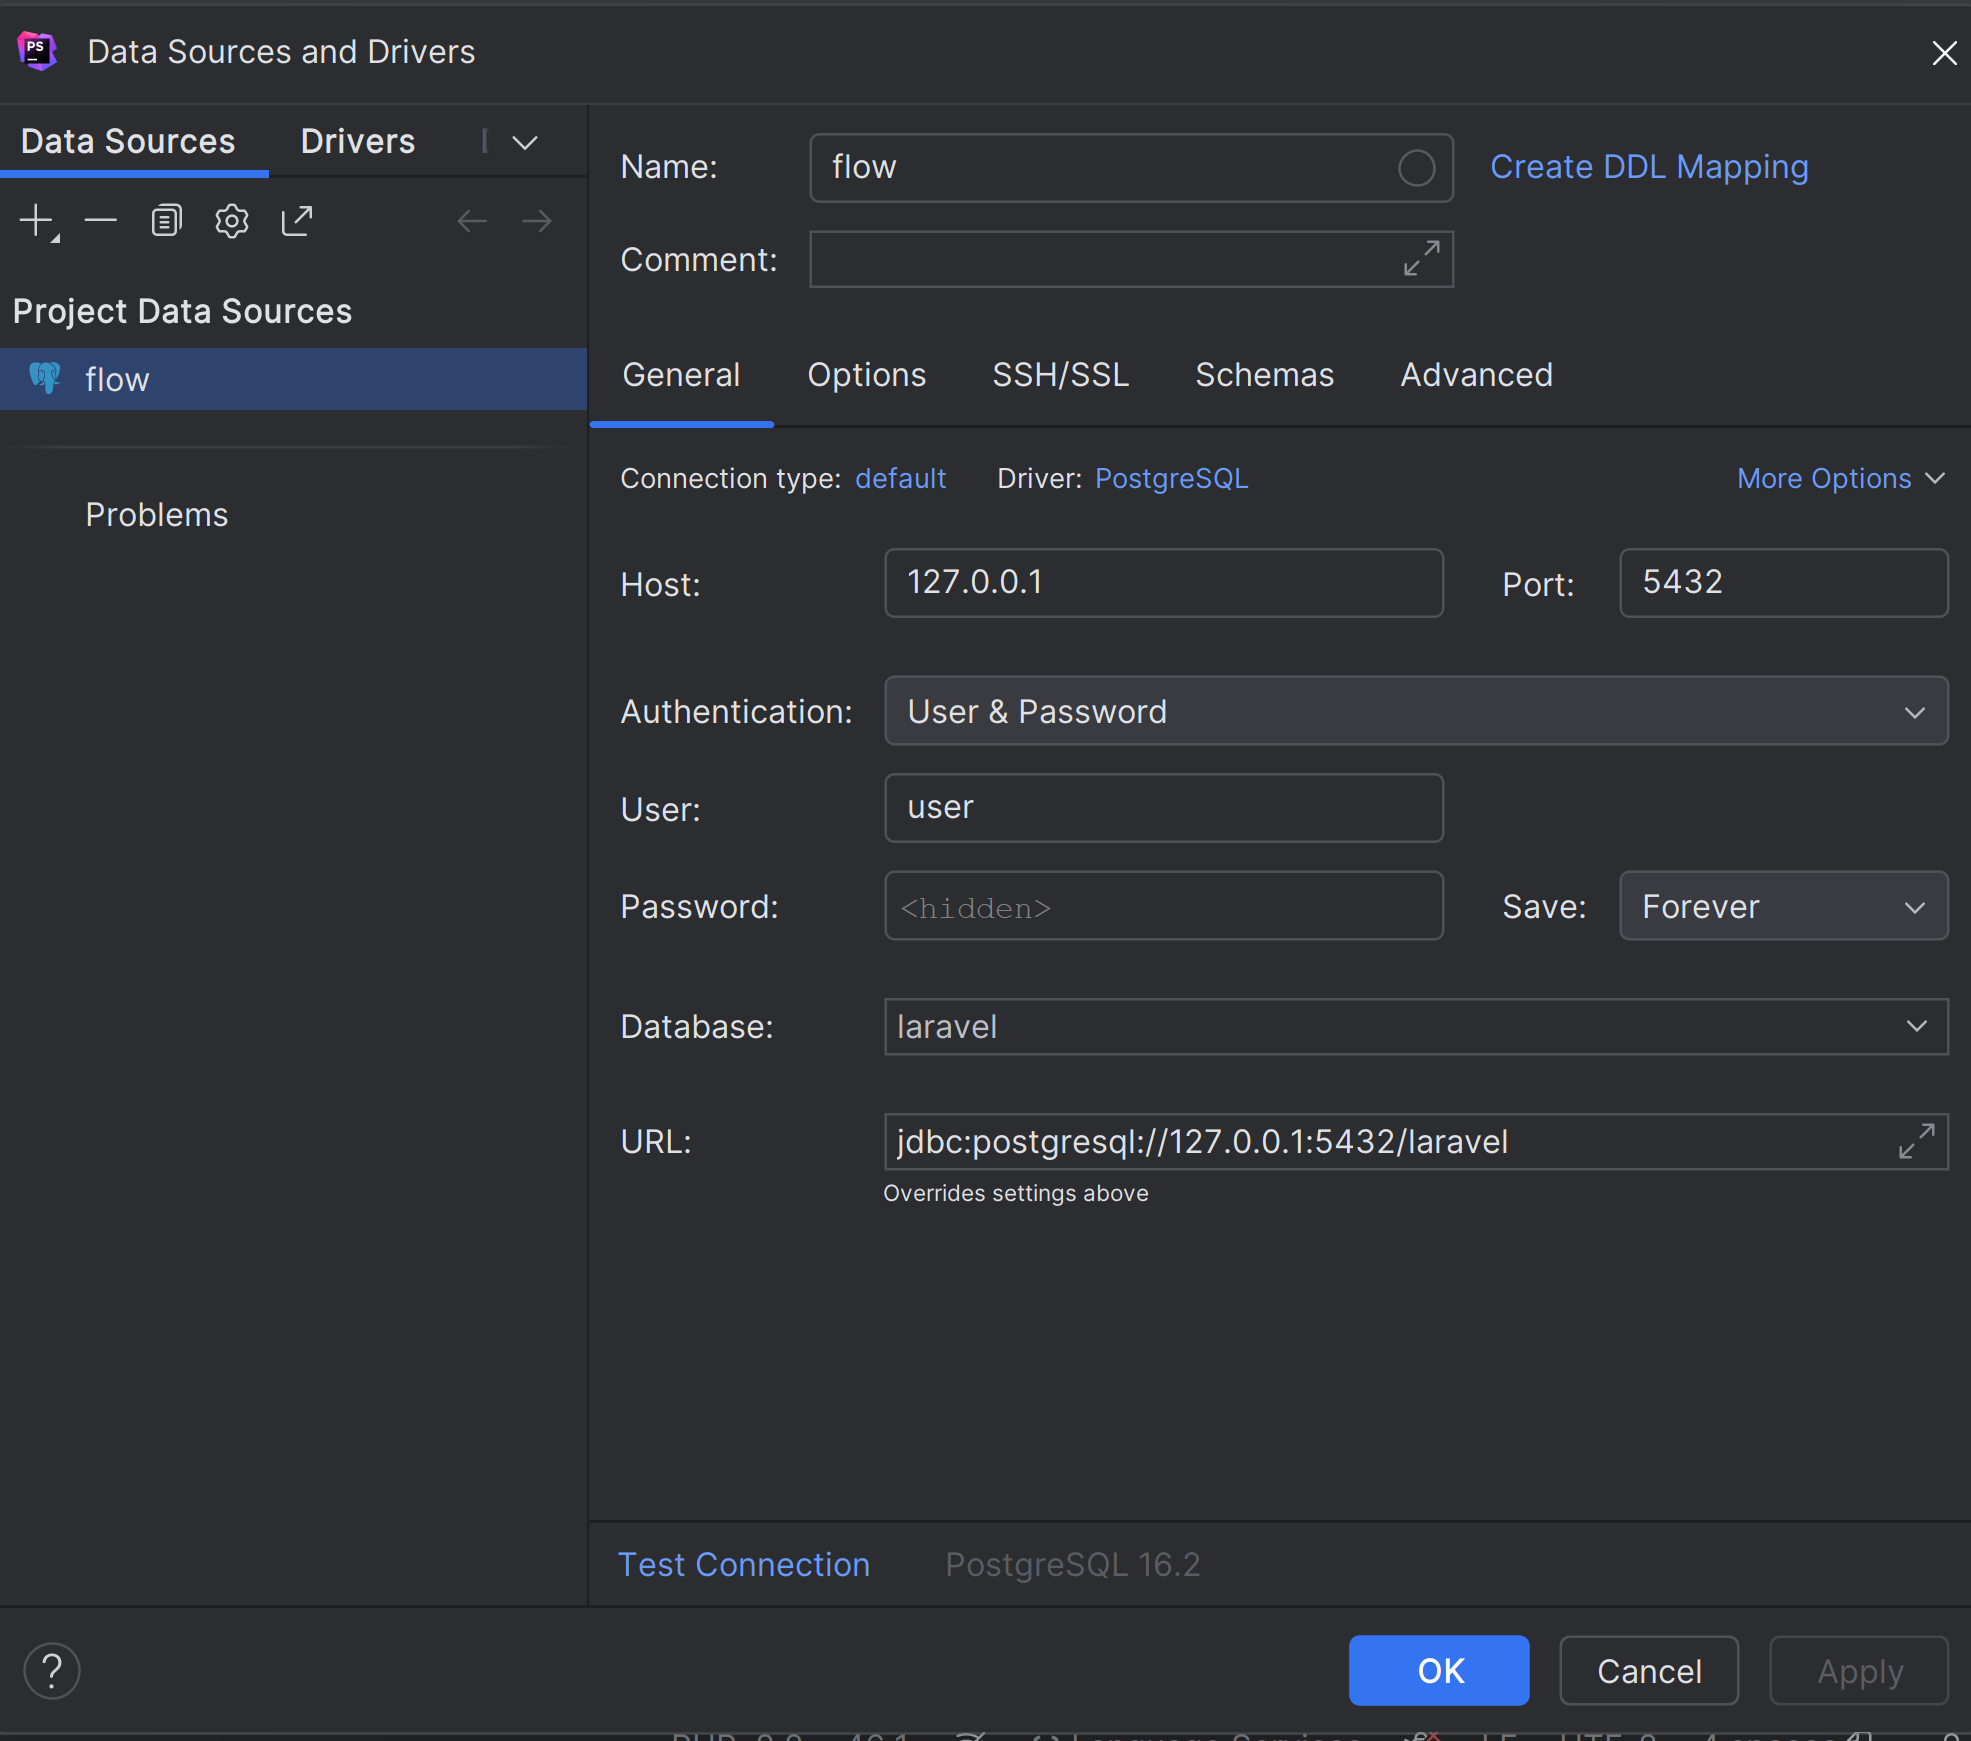 PS
Data Sources and Drivers
Data Sources Drivers
Project Data Sources
flow
Problems
Name: flow Create DDL Mapping
Comment:
General Options SSH/SSL Schemas Advanced
Connection type: default Driver: PostgreSQL More Options
Host: 127.0.0.1 Port: 5432
Authentication: User & Password
User: user
Password: <hidden> Save: Forever
Database: laravel
URL: jdbc:postgresql://127.0.0.1:5432/laravel
Overrides settings above
Test Connection PostgreSQL 16.2
? OK Cancel Apply